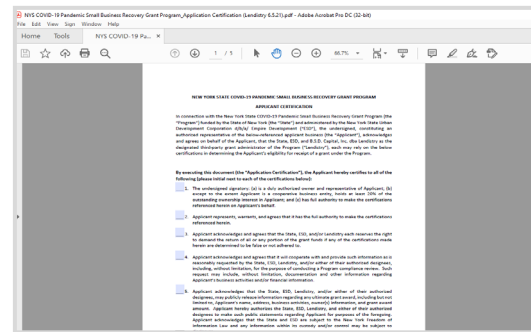 NYS COVID-19 Pandemic Small Business Recovery Grant Program_Application Certification (Lendistry 6.5.21).pdf - Adobe Acrobat Pro DC (32-bit)
File Edit View Sign Window Help
Home Tools NYS COVID-19 Pa... ×
1 / 5 66.7%
NEW YORK STATE COVID-19 PANDEMIC SMALL BUSINESS RECOVERY GRANT PROGRAM
APPLICANT CERTIFICATION
In connection with the New York State COVID-19 Pandemic Small Business Recovery Grant Program (the
"Program") funded by the State of New York (the "State") and administered by the New York State Urban
Development Corporation d/b/a/ Empire Development ("ESD"), the undersigned, constituting an
authorized representative of the below-referenced applicant business (the "Applicant"), acknowledges
and agrees on behalf of the Applicant, that the State, ESD, and B.S.D. Capital, Inc. dba Lendistry as the
designated third-party grant administrator of the Program ("Lendistry"), each may rely on the below
certifications in determining the Applicant's eligibility for receipt of a grant under the Program.
By executing this document (the "Application Certification"), the Applicant hereby certifies to all of the
following (please initial next to each of the certifications below):
1. The undersigned signatory: (a) is a duly authorized owner and representative of Applicant, (b)
except to the extent Applicant is a cooperative business entity, holds at least 20% of the
outstanding ownership interest in Applicant; and (c) has full authority to make the certifications
referenced herein on Applicant's behalf.
2. Applicant represents, warrants, and agrees that it has the full authority to make the certifications
referenced herein.
3. Applicant acknowledges and agrees that the State, ESD, and/or Lendistry each reserves the right
to demand the return of all or any portion of the grant funds if any of the certifications made
herein are determined to be false or not adhered to.
4. Applicant acknowledges and agrees that it will cooperate with and provide such information as is
reasonably requested by the State, ESD, Lendistry, and/or either of their authorized designees,
including, without limitation, for the purpose of conducting a Program compliance review. Such
request may include, without limitation, documentation and other information regarding
Applicant's business activities and/or financial information.
5. Applicant acknowledges that the State, ESD, Lendistry, and/or either of their authorized
designees, may publicly release information regarding any ultimate grant award, including but not
limited to, Applicant's name, address, business activities, owner(s) information, and grant award
amount. Applicant hereby authorizes the State, ESD, Lendistry, and either of their authorized
designees to make such public statements regarding Applicant for purpose of the foregoing.
Applicant acknowledges that the State and ESD are subject to the New York Freedom of
Information Law and any information within its custody and/or control may be subject to